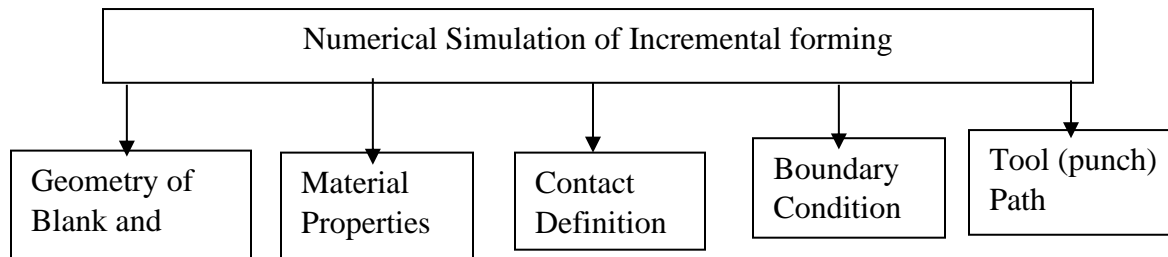 Numerical Simulation of Incremental forming
Geometry of
Blank and
Material
Properties
Contact
Definition
Boundary
Condition
Tool (punch)
Path